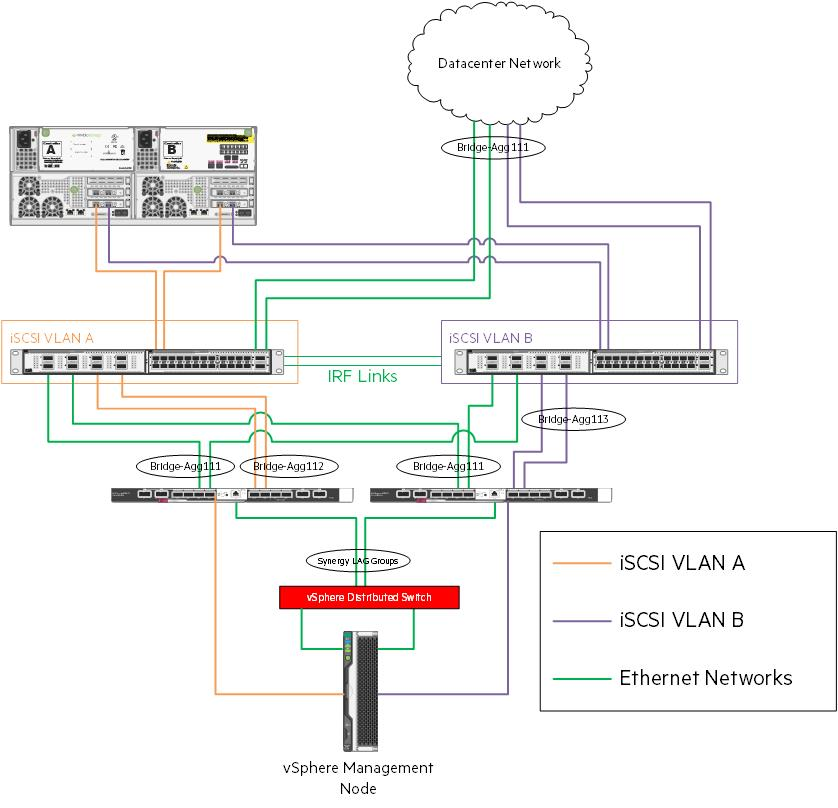 Datacenter Network
Bridge-Agg111
A
B
iSCSI VLAN A
iSCSI VLAN B
IRF Links
Bridge-Agg113
Bridge-Agg111
Bridge-Agg112
Bridge-Agg111
Synergy LAG Groups
vSphere Distributed Switch
iSCSI VLAN A
iSCSI VLAN B
Ethernet Networks
vSphere Management
Node